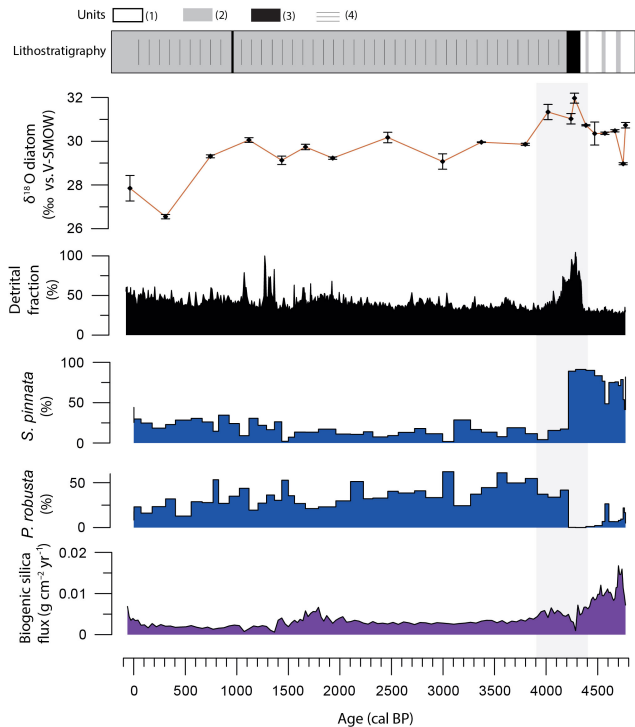 Units (1) (2) (3) (4)
Lithostratigraphy
δ¹⁸O diatom
(‰ vs.V-SMOW)
32
30
28
26
Detrital
fraction
(%)
100
50
0
S. pinnata
(%)
100
50
0
P. robusta
(%)
50
0
Biogenic silica
flux (g cm⁻² yr⁻¹)
0.02
0.01
0
0 500 1000 1500 2000 2500 3000 3500 4000 4500
Age (cal BP)